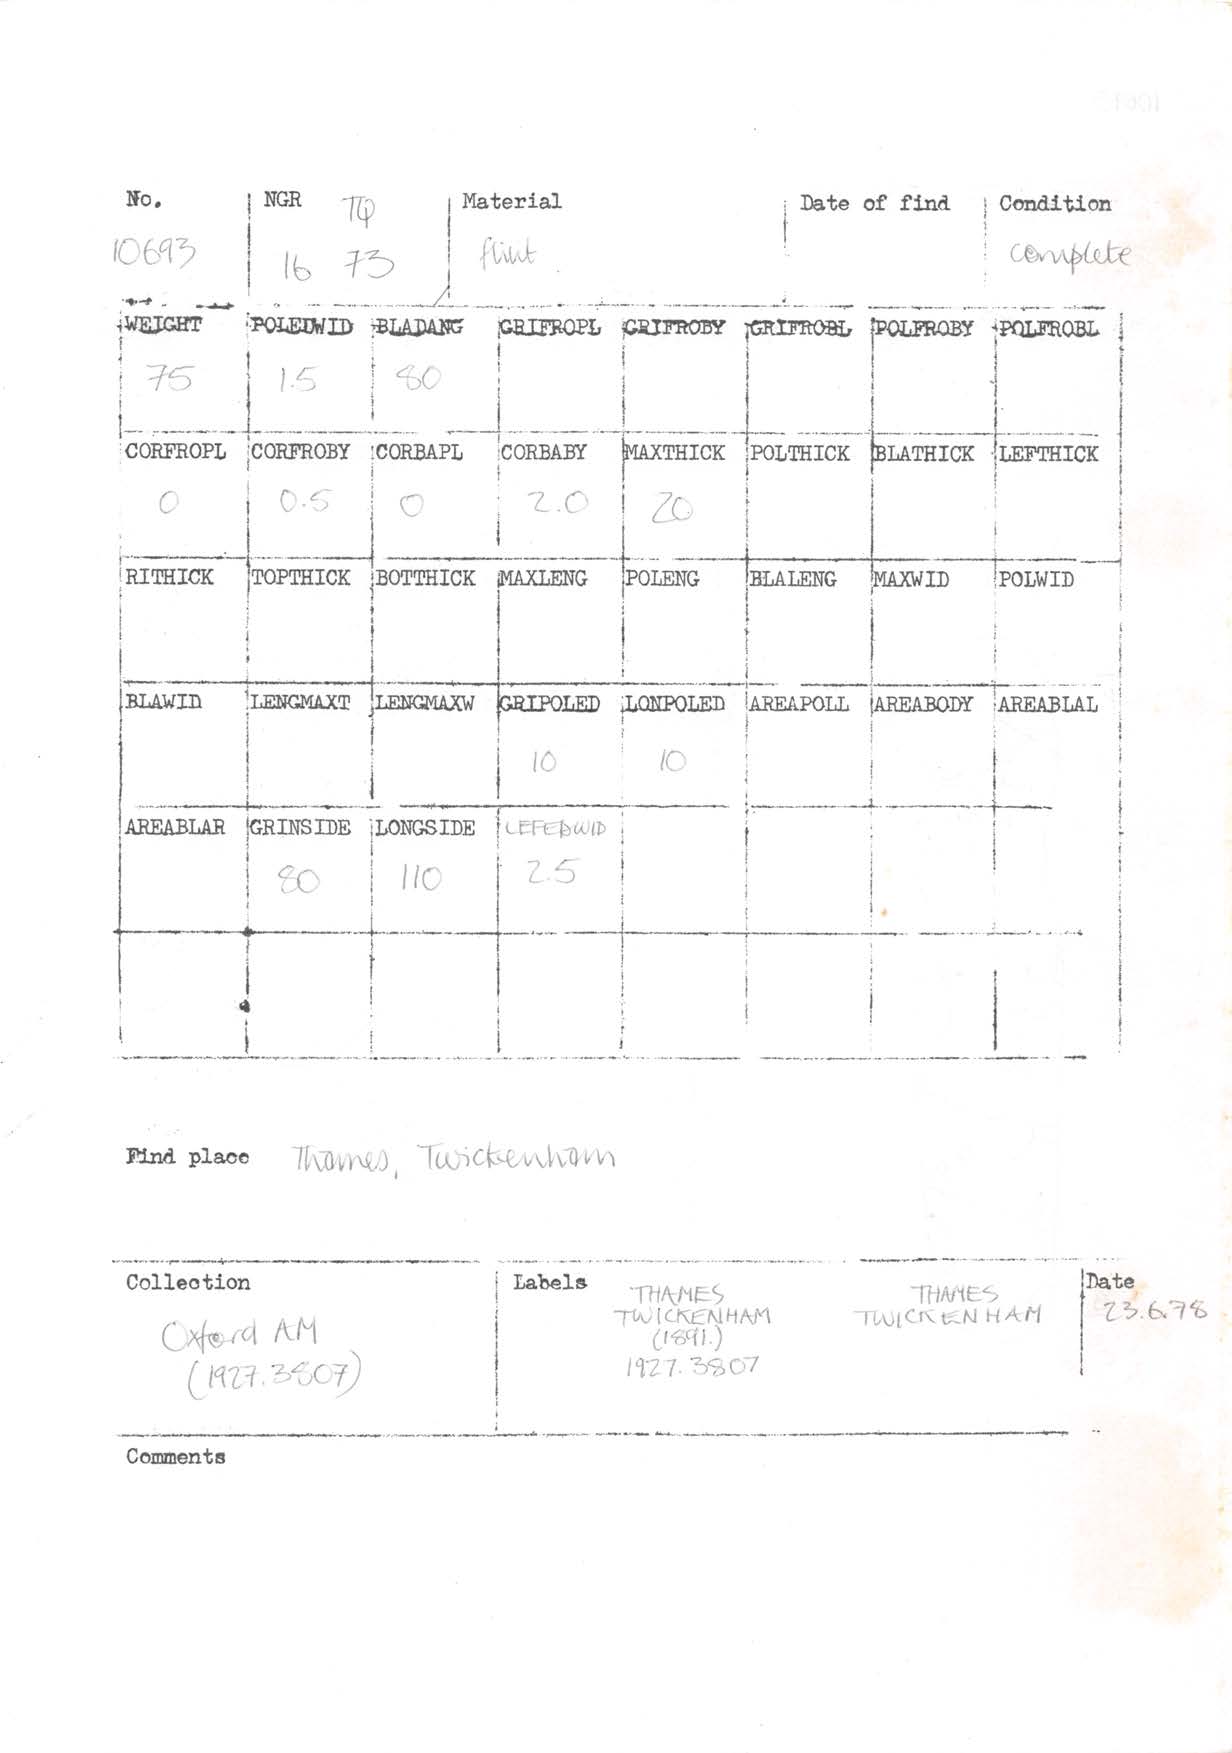 No. NGR TQ Material Date of find Condition
10693 16 73 flint complete
WEIGHT POLEDWID BLADANG GRIFROPL GRIFROBY GRIFROBL POLFROBY POLFROBL
75 1.5 80
CORFROPL CORFROBY CORBAPL CORBABY MAXTHICK POLTHICK BLATHICK LEFTHICK
0 0.5 0 2.0 20
RITHICK TOPTHICK BOTTHICK MAXLENG POLENG BLALENG MAXWID POLWID
BLAWID LENGMAXT LENGMAXW GRIPOLED LONPOLED AREAPOLL AREABODY AREABLAL
10 10
AREABLAR GRINSIDE LONGSIDE LEFEDWID
80 110 2.5
Find place Thames, Twickenham
Collection Labels Date
Oxford AM
(1927.3807)
THAMES
TWICKENHAM
(1891.)
1927.3807
THAMES
TWICKENHAM
23.6.78
Comments